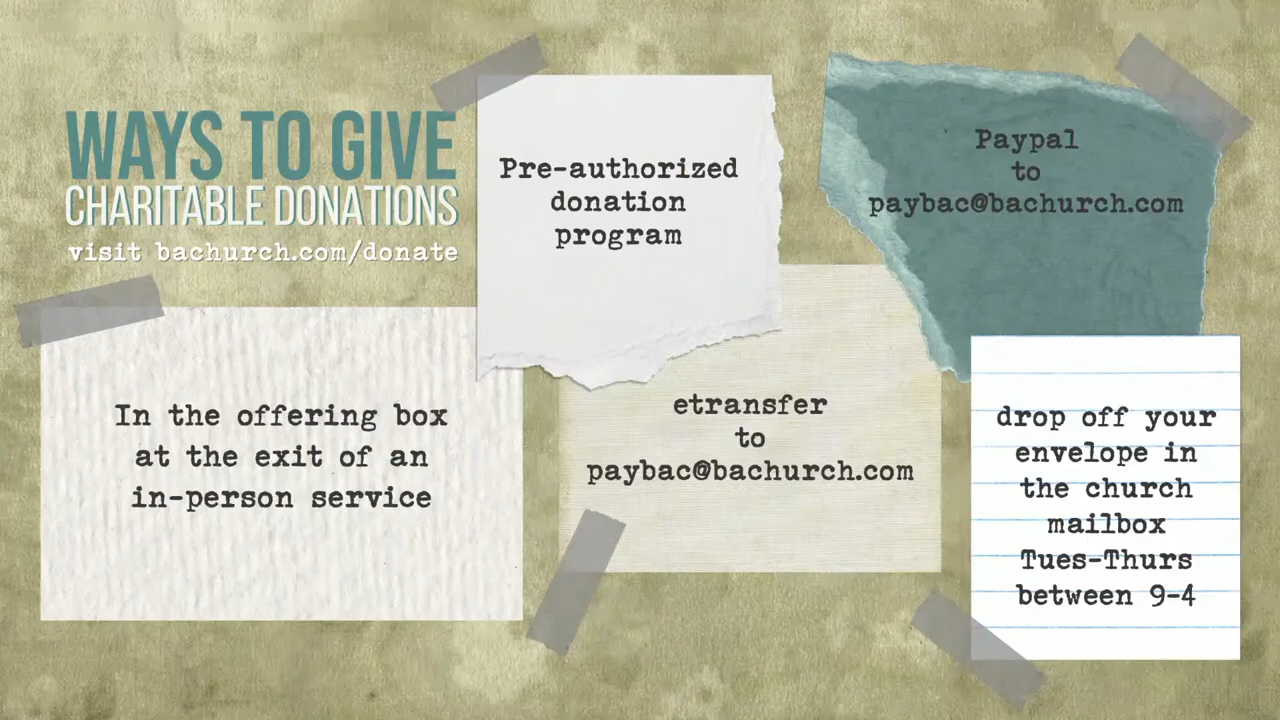 WAYS TO GIVE
CHARITABLE DONATIONS
visit bachurch.com/donate
Pre-authorized
donation
program
Paypal
to
paybac@bachurch.com
In the offering box
at the exit of an
in-person service
etransfer
to
paybac@bachurch.com
drop off your
envelope in
the church
mailbox
Tues-Thurs
between 9-4